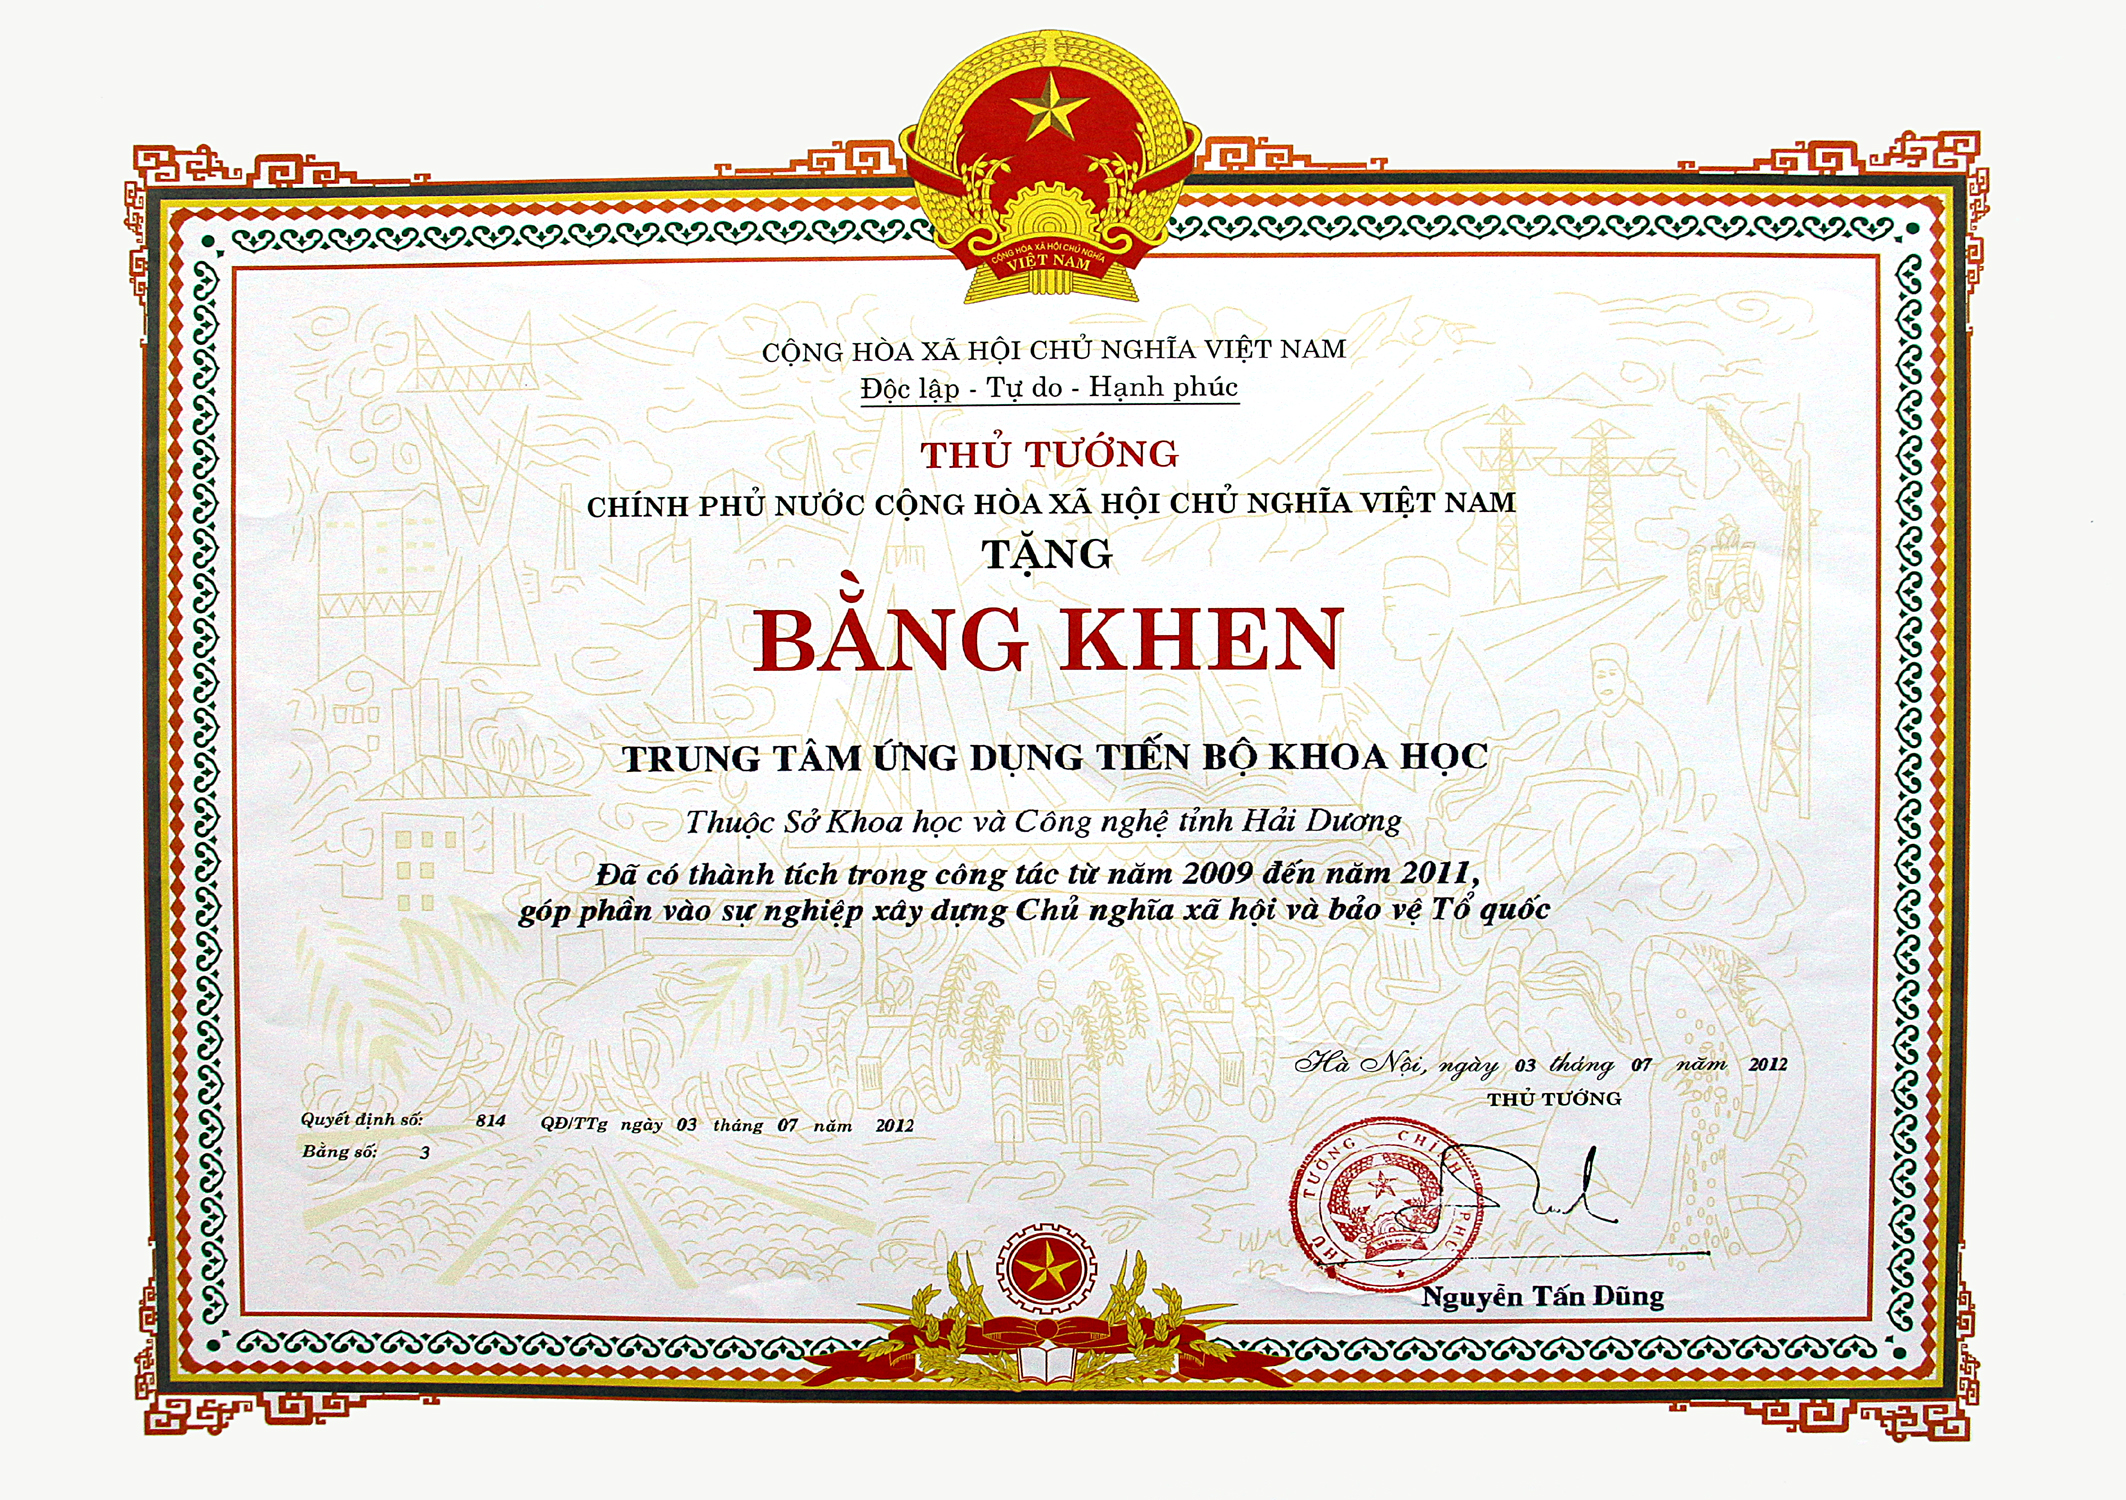 CỘNG HÒA XÃ HỘI CHỦ NGHĨA
VIỆT NAM
CỘNG HÒA XÃ HỘI CHỦ NGHĨA VIỆT NAM
Độc lập - Tự do - Hạnh phúc
THỦ TƯỚNG
CHÍNH PHỦ NƯỚC CỘNG HÒA XÃ HỘI CHỦ NGHĨA VIỆT NAM
TẶNG
BẰNG KHEN
TRUNG TÂM ỨNG DỤNG TIẾN BỘ KHOA HỌC
Thuộc Sở Khoa học và Công nghệ tỉnh Hải Dương
Đã có thành tích trong công tác từ năm 2009 đến năm 2011,
góp phần vào sự nghiệp xây dựng Chủ nghĩa xã hội và bảo vệ Tổ quốc
Hà Nội, ngày 03 tháng 07 năm 2012
THỦ TƯỚNG
Quyết định số: 814 QĐ/TTg ngày 03 tháng 07 năm 2012
Bằng số: 3
THỦ TƯỚNG CHÍNH PHỦ
VIỆT NAM
Nguyễn Tấn Dũng